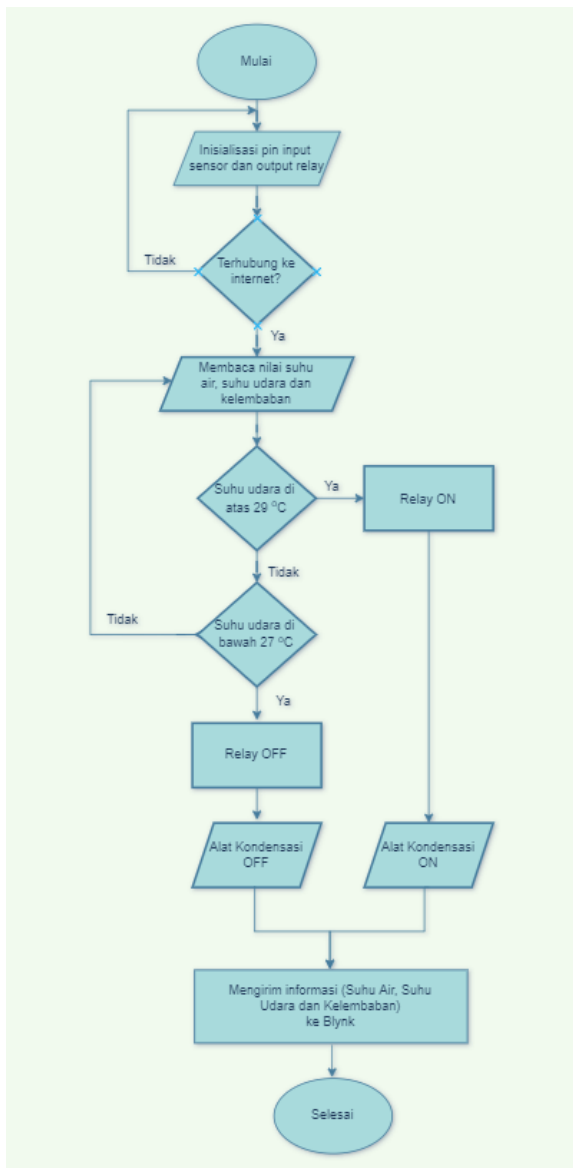 Mulai
Inisialisasi pin input
sensor dan output relay
Terhubung ke
internet?
Tidak
Ya
Membaca nilai suhu
air, suhu udara dan
kelembaban
Suhu udara di
atas 29 °C
Ya
Relay ON
Tidak
Suhu udara di
bawah 27 °C
Tidak
Ya
Relay OFF
Alat Kondensasi
OFF
Alat Kondensasi
ON
Mengirim informasi (Suhu Air, Suhu
Udara dan Kelembaban)
ke Blynk
Selesai